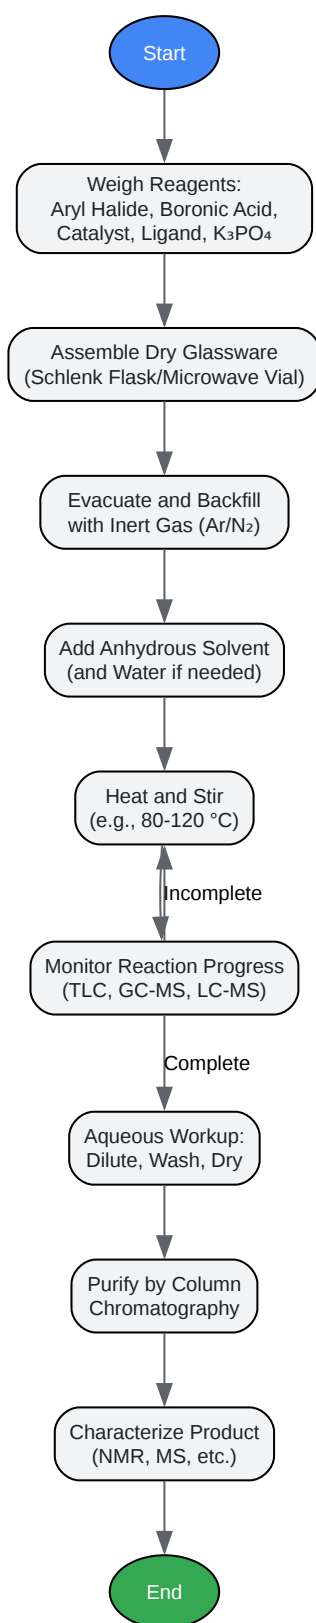 Start
Weigh Reagents:
Aryl Halide, Boronic Acid,
Catalyst, Ligand, K₃PO₄
Assemble Dry Glassware
(Schlenk Flask/Microwave Vial)
Evacuate and Backfill
with Inert Gas (Ar/N₂)
Add Anhydrous Solvent
(and Water if needed)
Heat and Stir
(e.g., 80-120 °C)
Incomplete
Monitor Reaction Progress
(TLC, GC-MS, LC-MS)
Complete
Aqueous Workup:
Dilute, Wash, Dry
Purify by Column
Chromatography
Characterize Product
(NMR, MS, etc.)
End